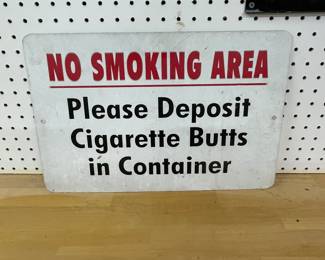 NO SMOKING AREA
Please Deposit
Cigarette Butts
in Container